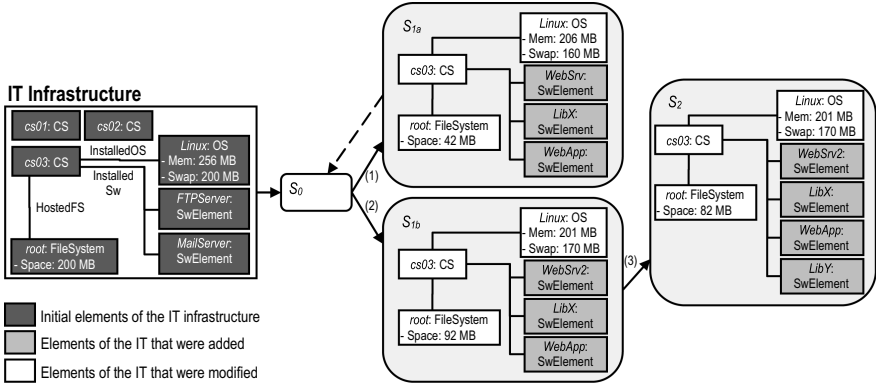 IT Infrastructure
cs01: CS
cs02: CS
cs03: CS
InstalledOS
Installed
Sw
HostedFS
Linux: OS
- Mem: 256 MB
- Swap: 200 MB
FTPServer:
SwElement
MailServer:
SwElement
root: FileSystem
- Space: 200 MB
S0
(1)
(2)
S1a
Linux: OS
- Mem: 206 MB
- Swap: 160 MB
cs03: CS
WebSrv:
SwElement
LibX:
SwElement
WebApp:
SwElement
root: FileSystem
- Space: 42 MB
S1b
Linux: OS
- Mem: 201 MB
- Swap: 170 MB
cs03: CS
WebSrv2:
SwElement
LibX:
SwElement
WebApp:
SwElement
root: FileSystem
- Space: 92 MB
(3)
S2
Linux: OS
- Mem: 201 MB
- Swap: 170 MB
cs03: CS
WebSrv2:
SwElement
LibX:
SwElement
WebApp:
SwElement
LibY:
SwElement
root: FileSystem
- Space: 82 MB
Initial elements of the IT infrastructure
Elements of the IT that were added
Elements of the IT that were modified